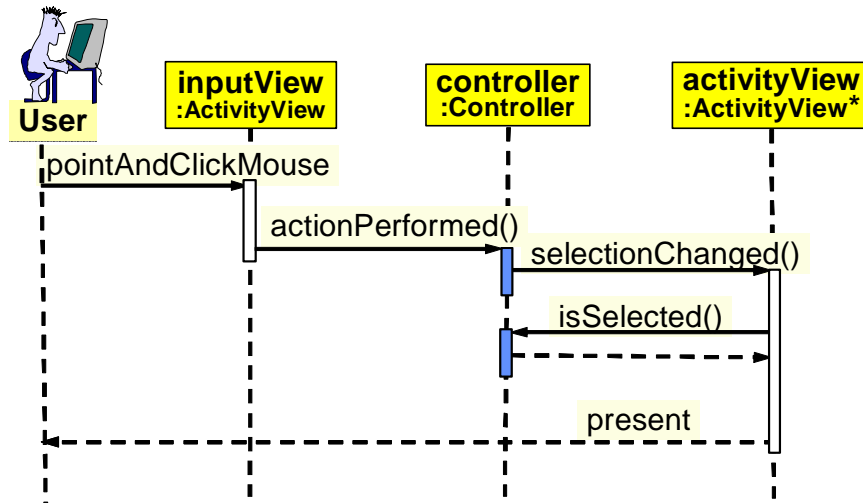 User
inputView
:ActivityView
controller
:Controller
activityView
:ActivityView*
pointAndClickMouse
actionPerformed()
selectionChanged()
isSelected()
present